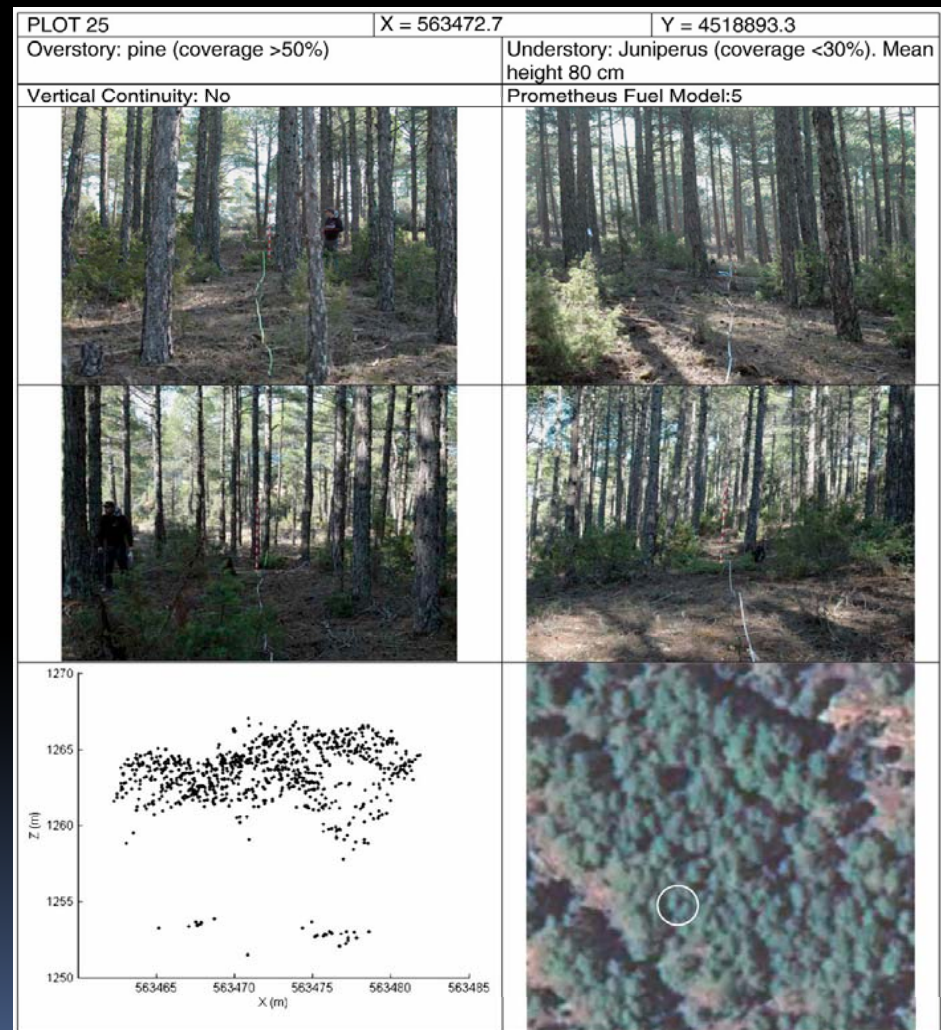 PLOT 25
X = 563472.7
Y = 4518893.3
Overstory: pine (coverage >50%)
Understory: Juniperus (coverage <30%). Mean
height 80 cm
Vertical Continuity: No
Prometheus Fuel Model:5
1270
1265
1260
1255
1250
Z (m)
563465
563470
563475
563480
563485
X (m)